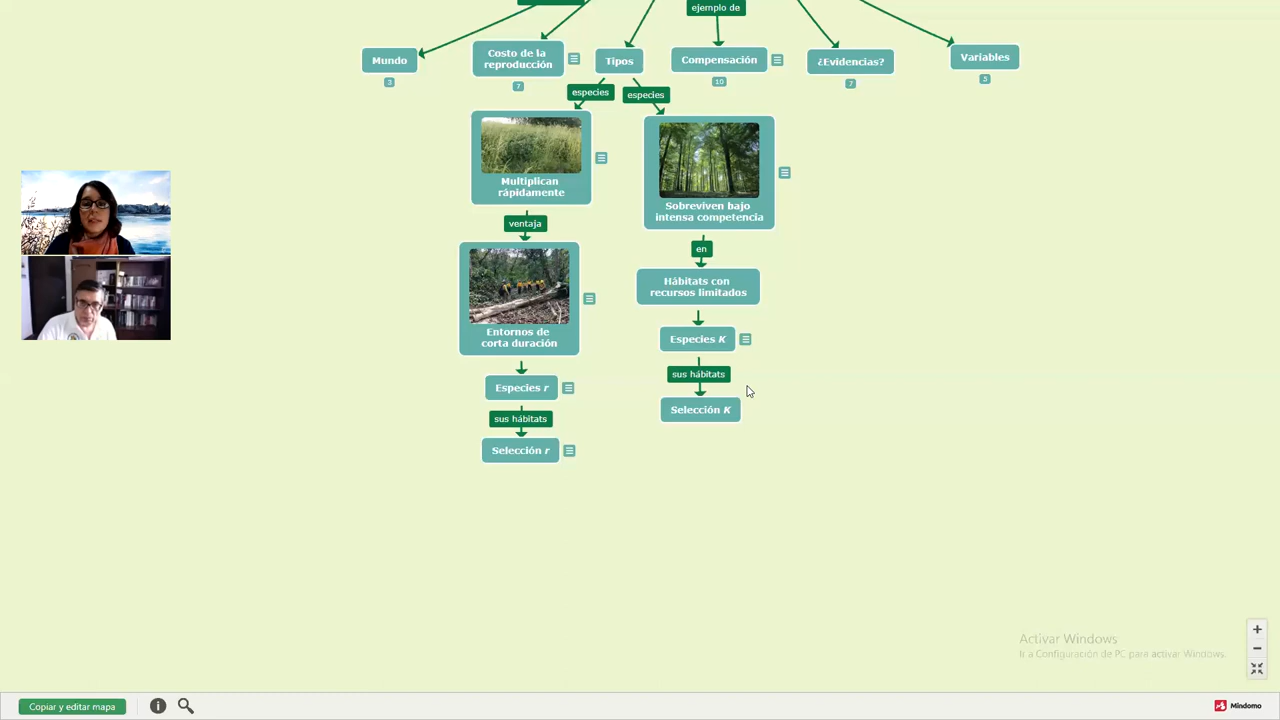 ejemplo de
Mundo
3
Costo de la
reproducción
7
Tipos
Compensación
10
¿Evidencias?
7
Variables
5
especies
especies
Multiplican
rápidamente
Sobreviven bajo
intensa competencia
ventaja
en
Entornos de
corta duración
Hábitats con
recursos limitados
Especies K
Especies r
sus hábitats
sus hábitats
Selección K
Selección r
Activar Windows
Ir a Configuración de PC para activar Windows.
Copiar y editar mapa
Mindomo